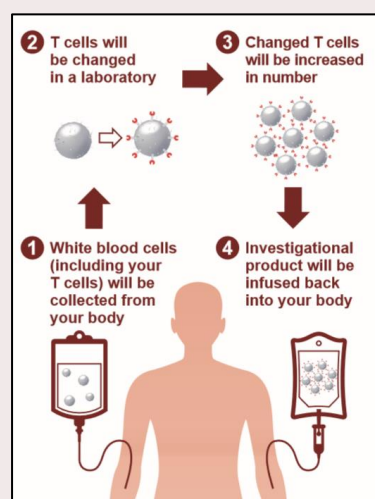 2 T cells will
be changed
in a laboratory
3 Changed T cells
will be increased
in number
1 White blood cells
(including your
T cells) will be
collected from
your body
4 Investigational
product will be
infused back
into your body